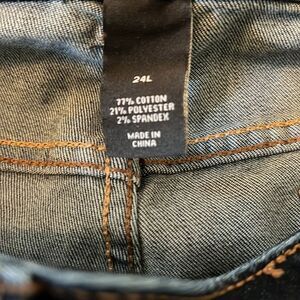 24L
77% COTTON
21% POLYESTER
2% SPANDEX
MADE IN
CHINA